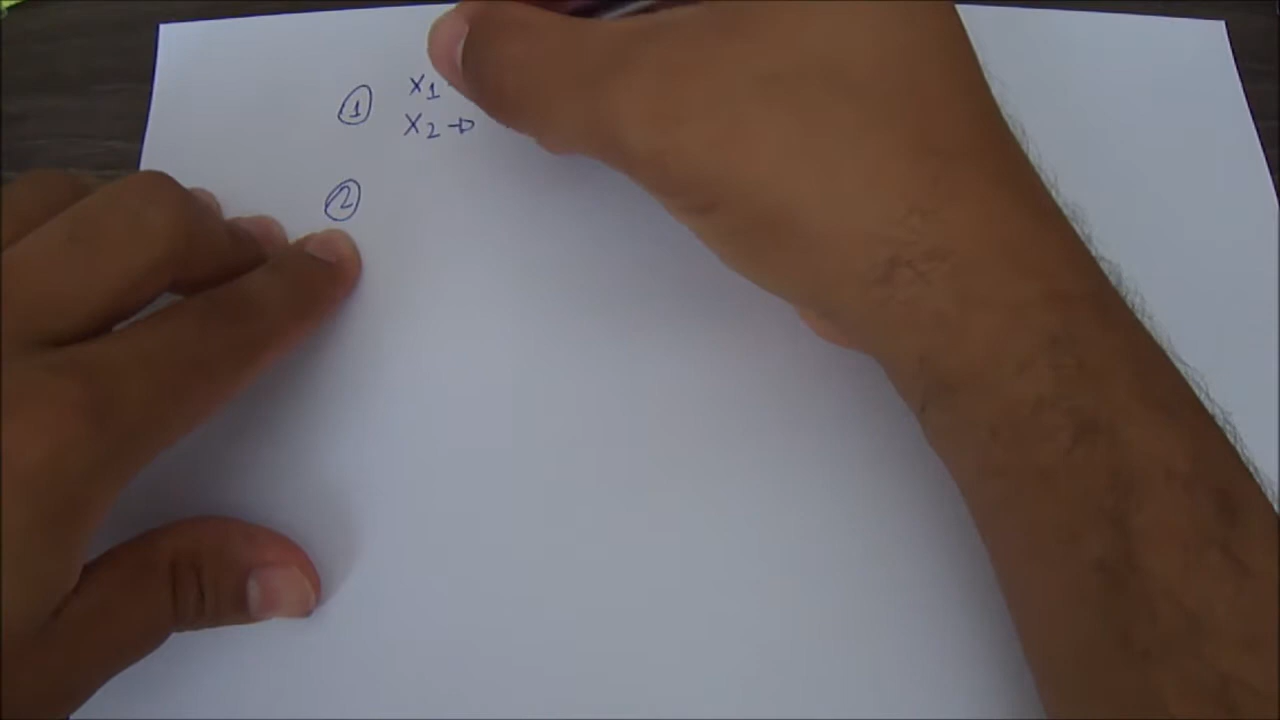 ① X₁
X₂ →
②